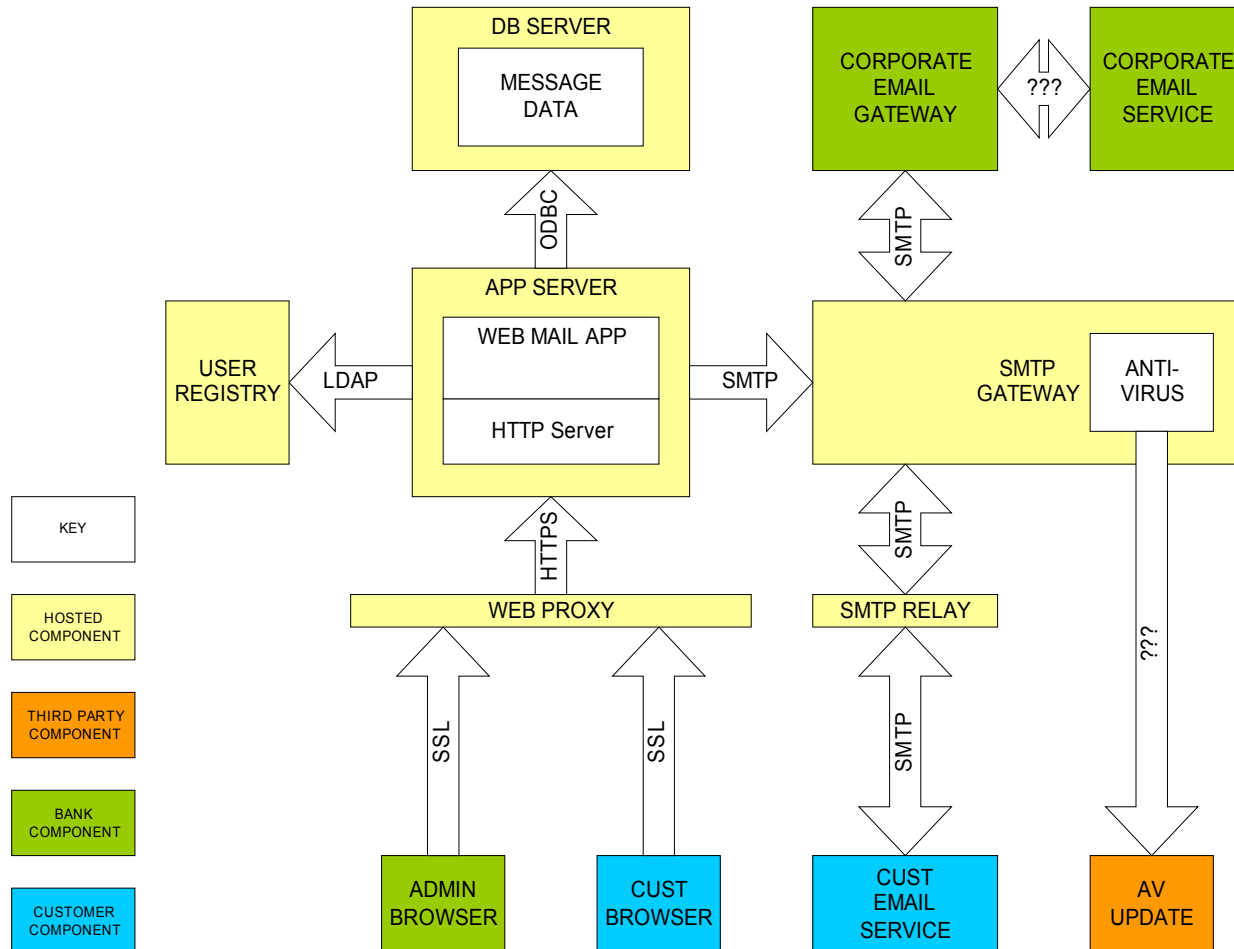 DB SERVER
MESSAGE
DATA
CORPORATE
EMAIL
GATEWAY
???
CORPORATE
EMAIL
SERVICE
ODBC
SMTP
APP SERVER
WEB MAIL APP
HTTP Server
USER
REGISTRY
LDAP
SMTP
SMTP
GATEWAY
ANTI-
VIRUS
KEY
HTTPS
SMTP
HOSTED
COMPONENT
WEB PROXY
SMTP RELAY
???
THIRD PARTY
COMPONENT
SSL
SSL
SMTP
BANK
COMPONENT
CUSTOMER
COMPONENT
ADMIN
BROWSER
CUST
BROWSER
CUST
EMAIL
SERVICE
AV
UPDATE